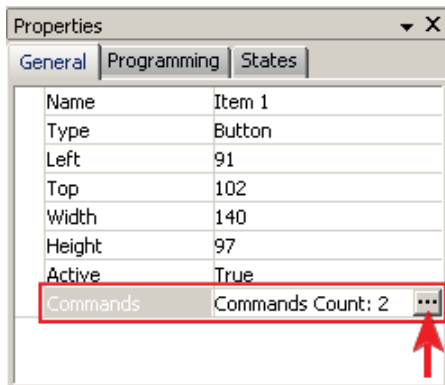 Properties
General Programming States
Name Item 1
Type Button
Left 91
Top 102
Width 140
Height 97
Active True
Commands Commands Count: 2 ...